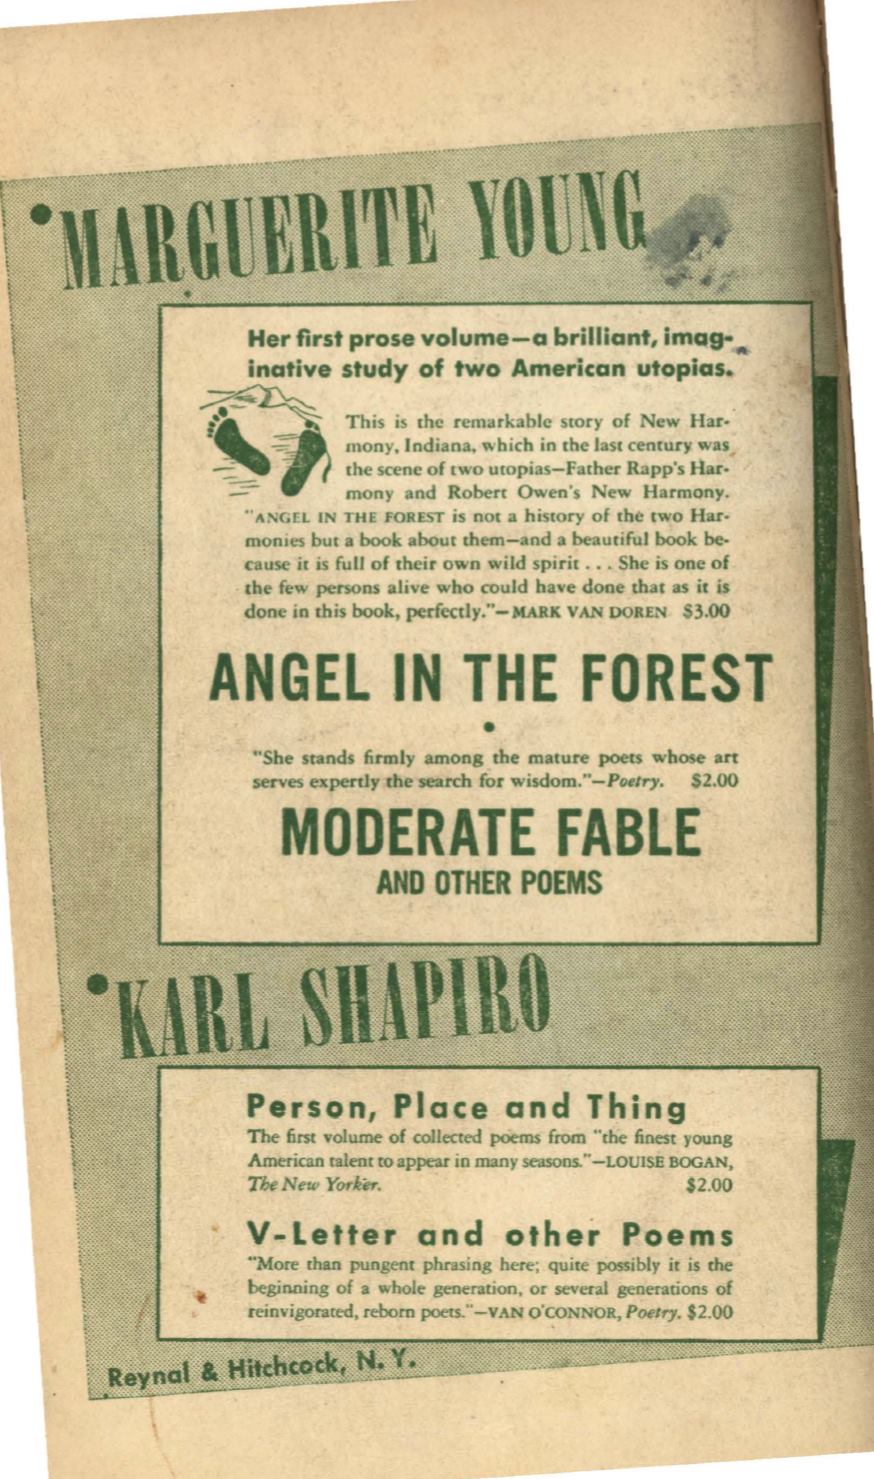 •MARGUERITE YOUNG
Her first prose volume—a brilliant, imag-
inative study of two American utopias.
This is the remarkable story of New Har-
mony, Indiana, which in the last century was
the scene of two utopias—Father Rapp's Har-
mony and Robert Owen's New Harmony.
"ANGEL IN THE FOREST is not a history of the two Har-
monies but a book about them—and a beautiful book be-
cause it is full of their own wild spirit . . . She is one of
the few persons alive who could have done that as it is
done in this book, perfectly."—MARK VAN DOREN $3.00
ANGEL IN THE FOREST
•
"She stands firmly among the mature poets whose art
serves expertly the search for wisdom."—Poetry. $2.00
MODERATE FABLE
AND OTHER POEMS
•KARL SHAPIRO
Person, Place and Thing
The first volume of collected poems from "the finest young
American talent to appear in many seasons."—LOUISE BOGAN,
The New Yorker. $2.00
V-Letter and other Poems
"More than pungent phrasing here; quite possibly it is the
beginning of a whole generation, or several generations of
reinvigorated, reborn poets."—VAN O'CONNOR, Poetry. $2.00
Reynal & Hitchcock, N. Y.